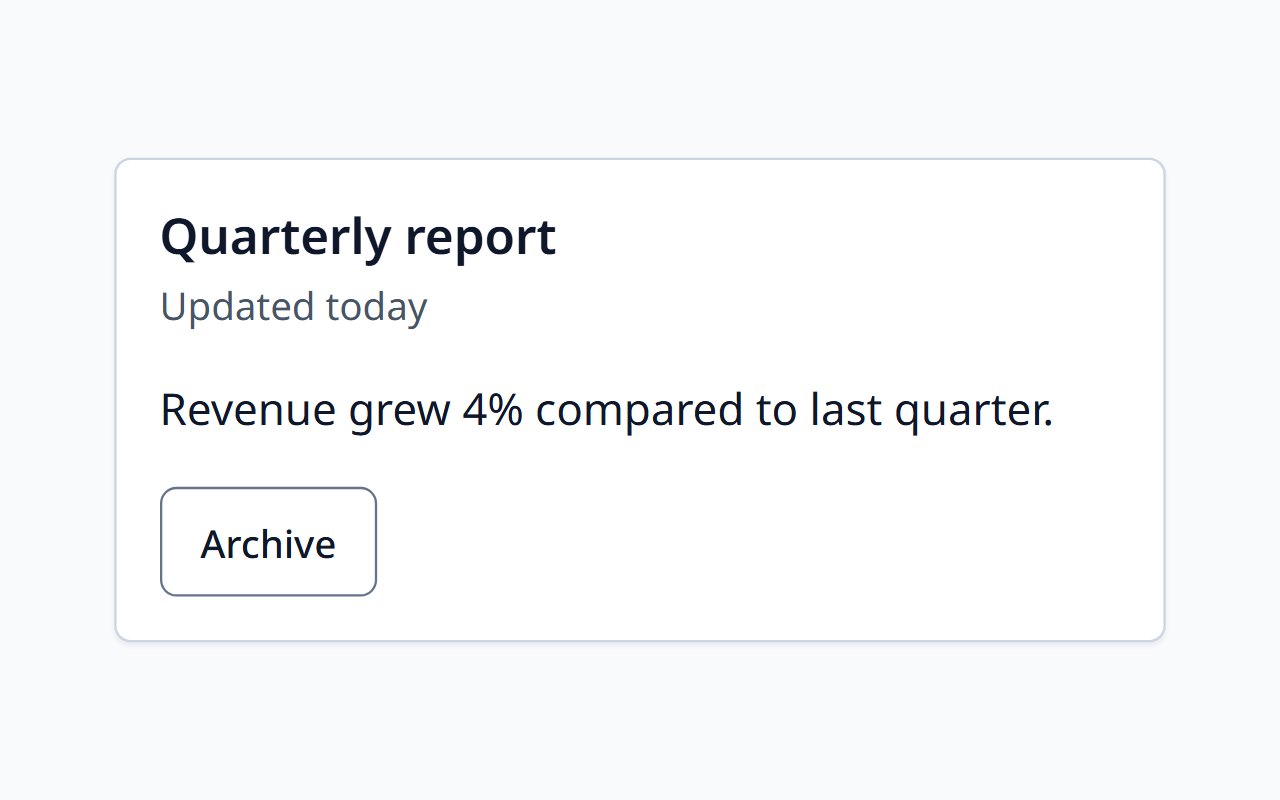 Quarterly report
Updated today
Revenue grew 4% compared to last quarter.
Archive